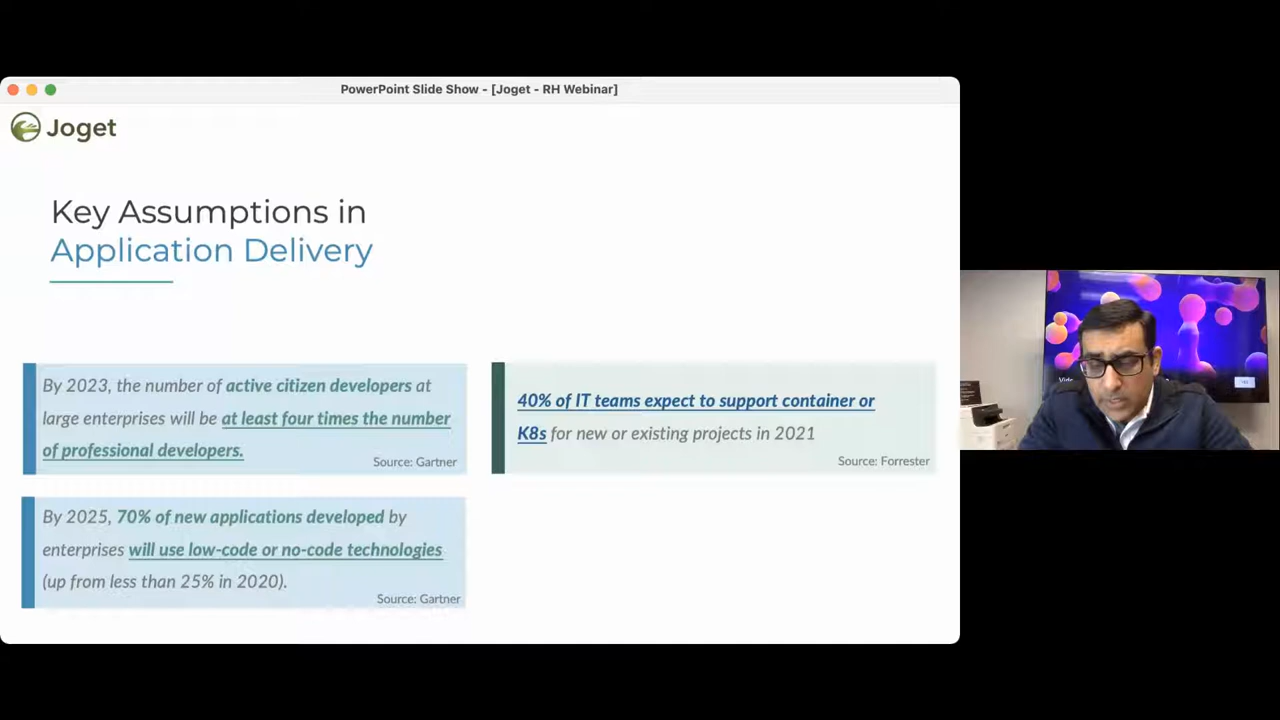 PowerPoint Slide Show - [Joget - RH Webinar]
Joget
Key Assumptions in
Application Delivery
By 2023, the number of active citizen developers at
large enterprises will be at least four times the number
of professional developers.
Source: Gartner
40% of IT teams expect to support container or
K8s for new or existing projects in 2021
Source: Forrester
By 2025, 70% of new applications developed by
enterprises will use low-code or no-code technologies
(up from less than 25% in 2020).
Source: Gartner